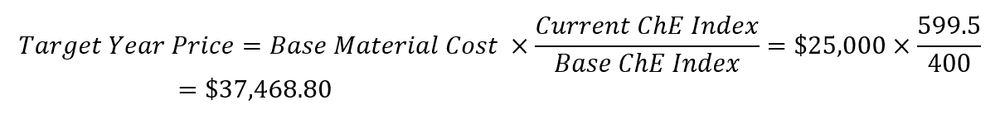 Target Year Price = Base Material Cost × Current ChE Index / Base ChE Index = $25,000 × 599.5 / 400
= $37,468.80